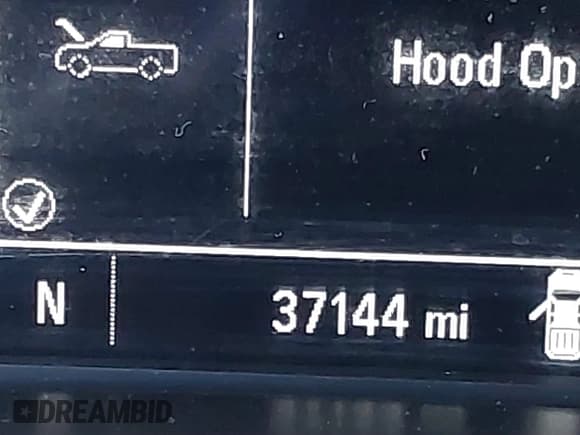 Hood Op
N
37144 mi
DREAMBID